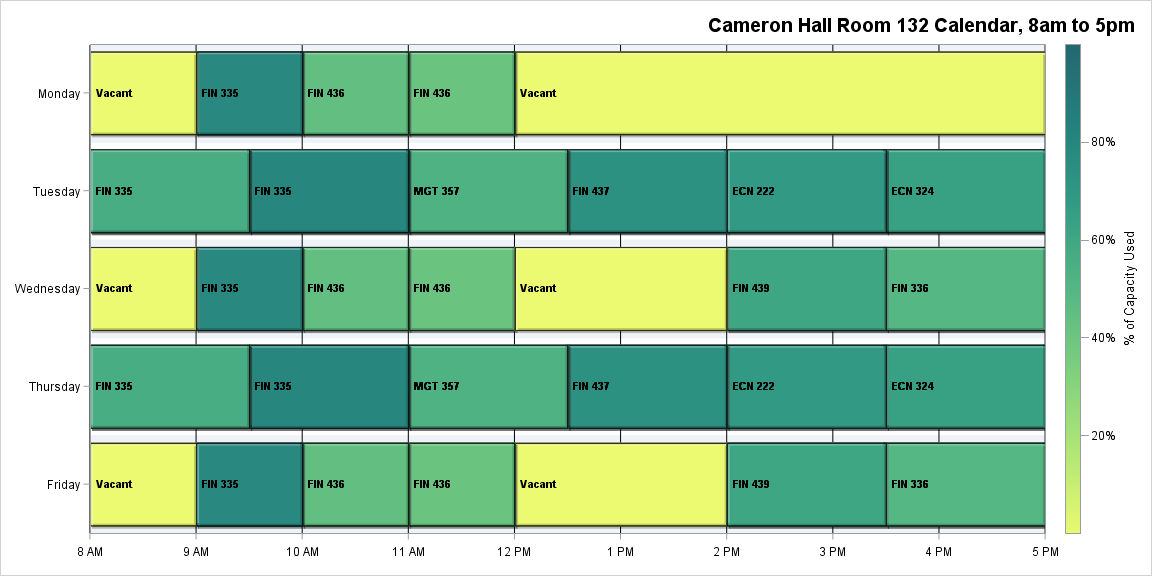 Cameron Hall Room 132 Calendar, 8am to 5pm
Monday
Vacant
FIN 335
FIN 436
FIN 436
Vacant
Tuesday
FIN 335
FIN 335
MGT 357
FIN 437
ECN 222
ECN 324
Wednesday
Vacant
FIN 335
FIN 436
FIN 436
Vacant
FIN 439
FIN 336
Thursday
FIN 335
FIN 335
MGT 357
FIN 437
ECN 222
ECN 324
Friday
Vacant
FIN 335
FIN 436
FIN 436
Vacant
FIN 439
FIN 336
8 AM
9 AM
10 AM
11 AM
12 PM
1 PM
2 PM
3 PM
4 PM
5 PM
80%
60%
40%
20%
% of Capacity Used